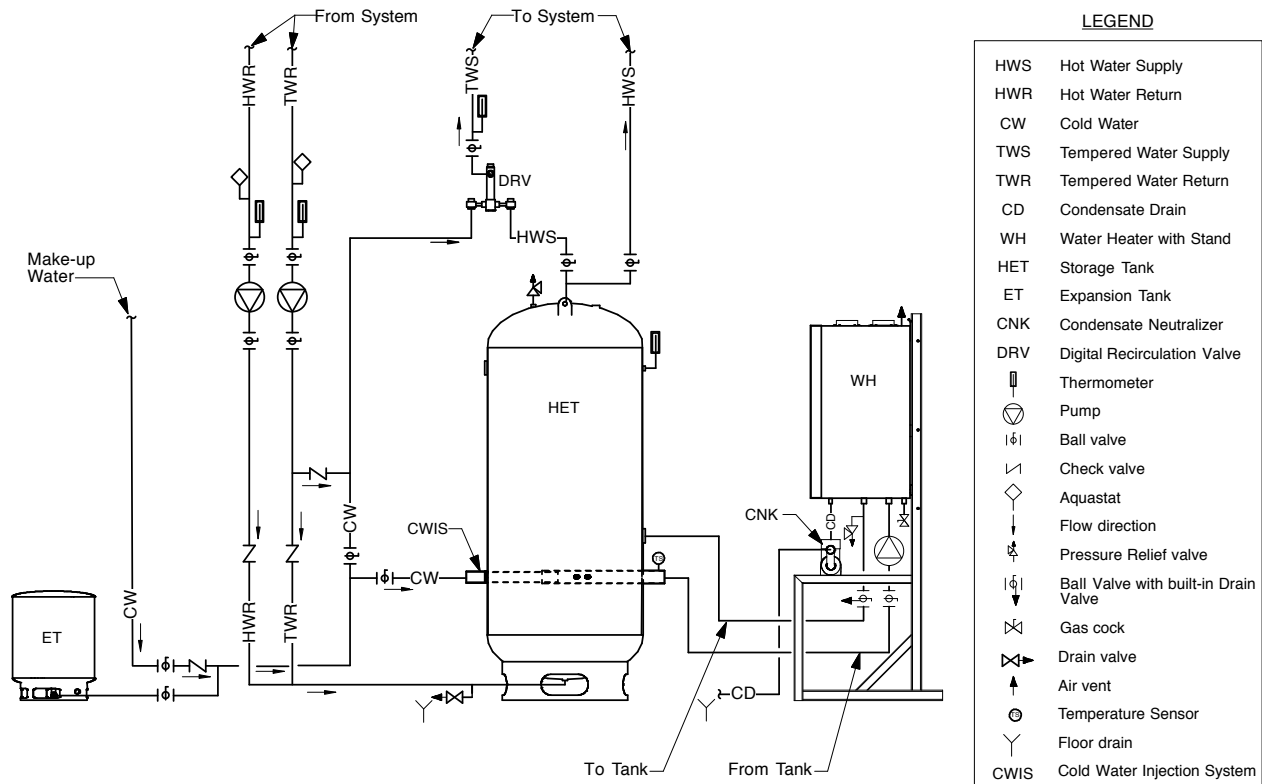 From System
To System
HWR
TWR
TWS
HWS
DRV
HWS
Make-up
Water
HET
WH
CW
CWIS
CW
CNK
CD
TS
CW
HWR
TWR
ET
CD
To Tank
From Tank
LEGEND
HWS Hot Water Supply
HWR Hot Water Return
CW Cold Water
TWS Tempered Water Supply
TWR Tempered Water Return
CD Condensate Drain
WH Water Heater with Stand
HET Storage Tank
ET Expansion Tank
CNK Condensate Neutralizer
DRV Digital Recirculation Valve
Thermometer
Pump
Ball valve
Check valve
Aquastat
Flow direction
Pressure Relief valve
Ball Valve with built-in Drain
Valve
Gas cock
Drain valve
Air vent
TS Temperature Sensor
Floor drain
CWIS Cold Water Injection System